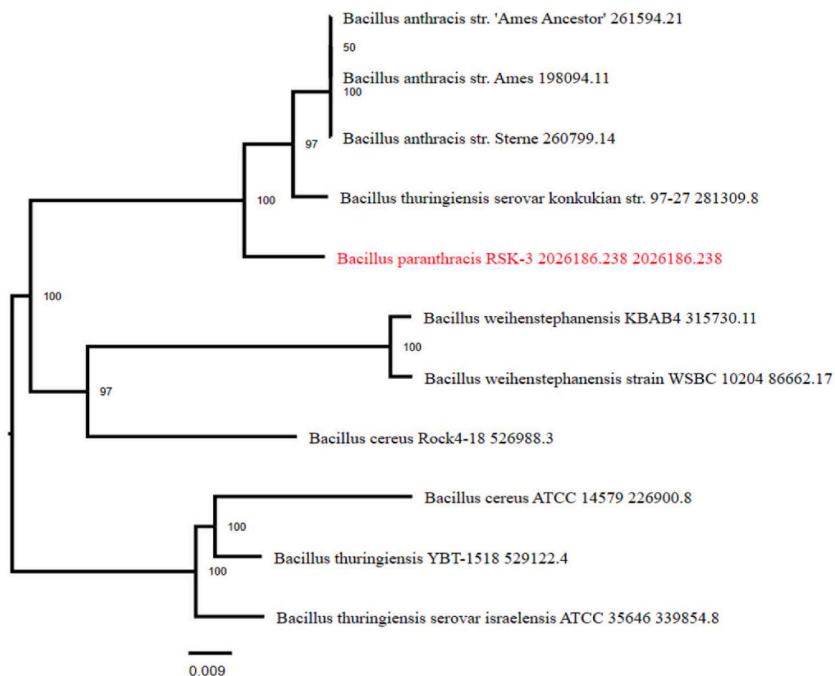 Bacillus anthracis str. 'Ames Ancestor' 261594.21
50
Bacillus anthracis str. Ames 198094.11
100
Bacillus anthracis str. Sterne 260799.14
97
Bacillus thuringiensis serovar konkukian str. 97-27 281309.8
100
Bacillus paranthracis RSK-3 2026186.238 2026186.238
100
Bacillus weihenstephanensis KBAB4 315730.11
100
Bacillus weihenstephanensis strain WSBC 10204 86662.17
97
Bacillus cereus Rock4-18 526988.3
Bacillus cereus ATCC 14579 226900.8
100
Bacillus thuringiensis YBT-1518 529122.4
100
Bacillus thuringiensis serovar israelensis ATCC 35646 339854.8
0.009